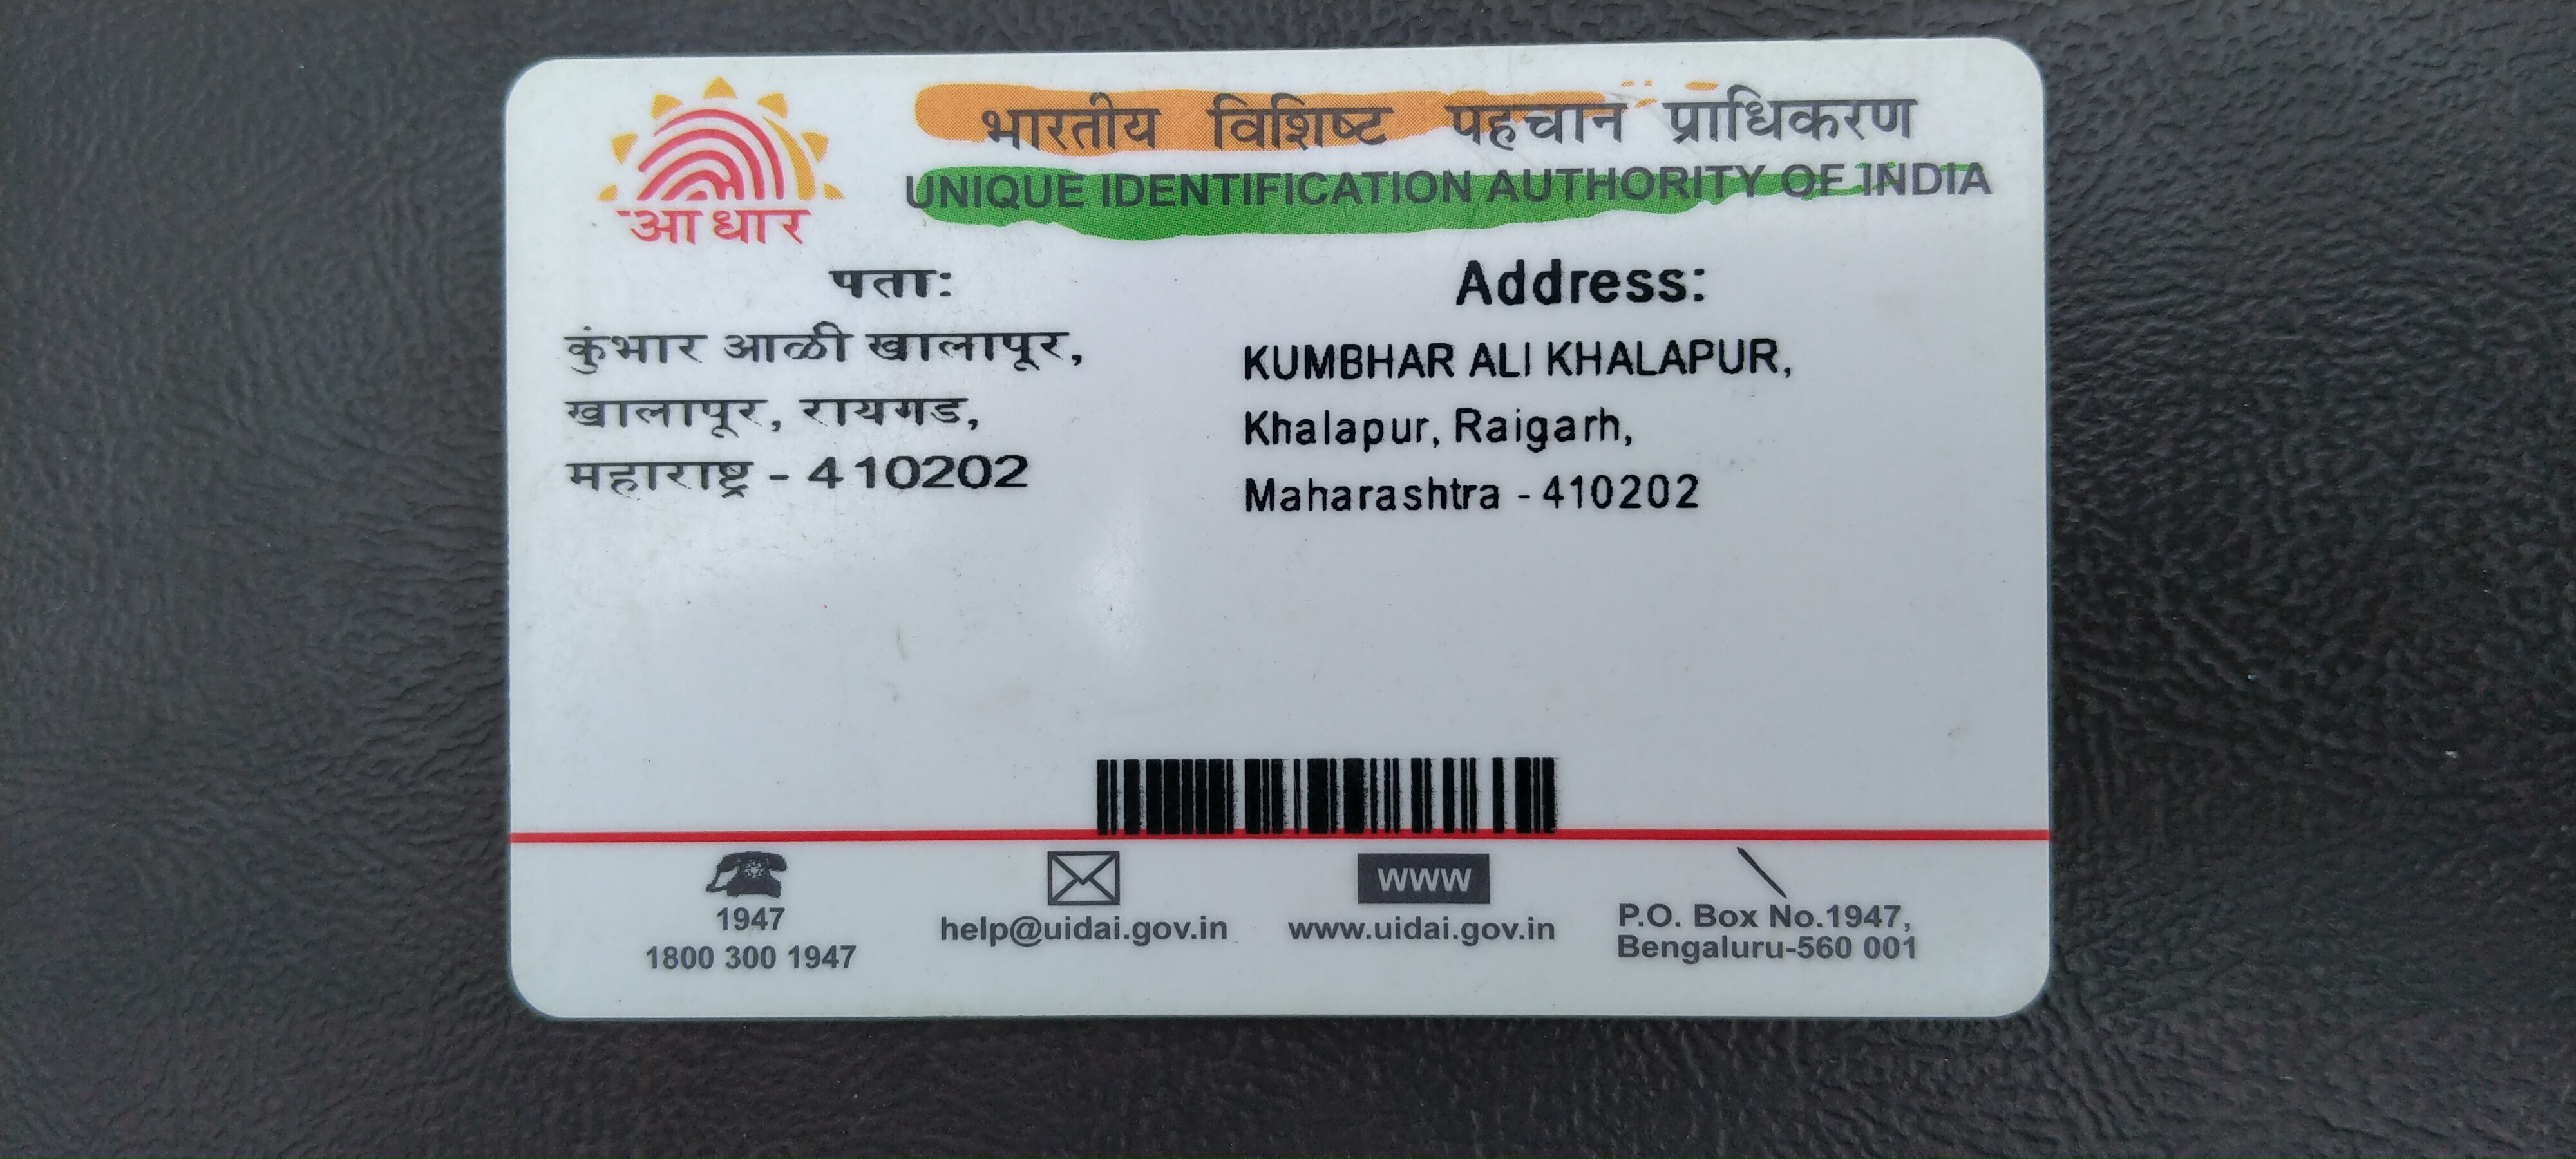 भारतीय विशिष्ट पहचान प्राधिकरण
UNIQUE IDENTIFICATION AUTHORITY OF INDIA
आधार
पताः
कुंभार आळी खालापूर,
खालापूर, रायगड,
महाराष्ट्र - 410202
Address:
KUMBHAR ALI KHALAPUR,
Khalapur, Raigarh,
Maharashtra - 410202
1947
1800 300 1947
help@uidai.gov.in
WWW
www.uidai.gov.in
P.O. Box No.1947,
Bengaluru-560 001